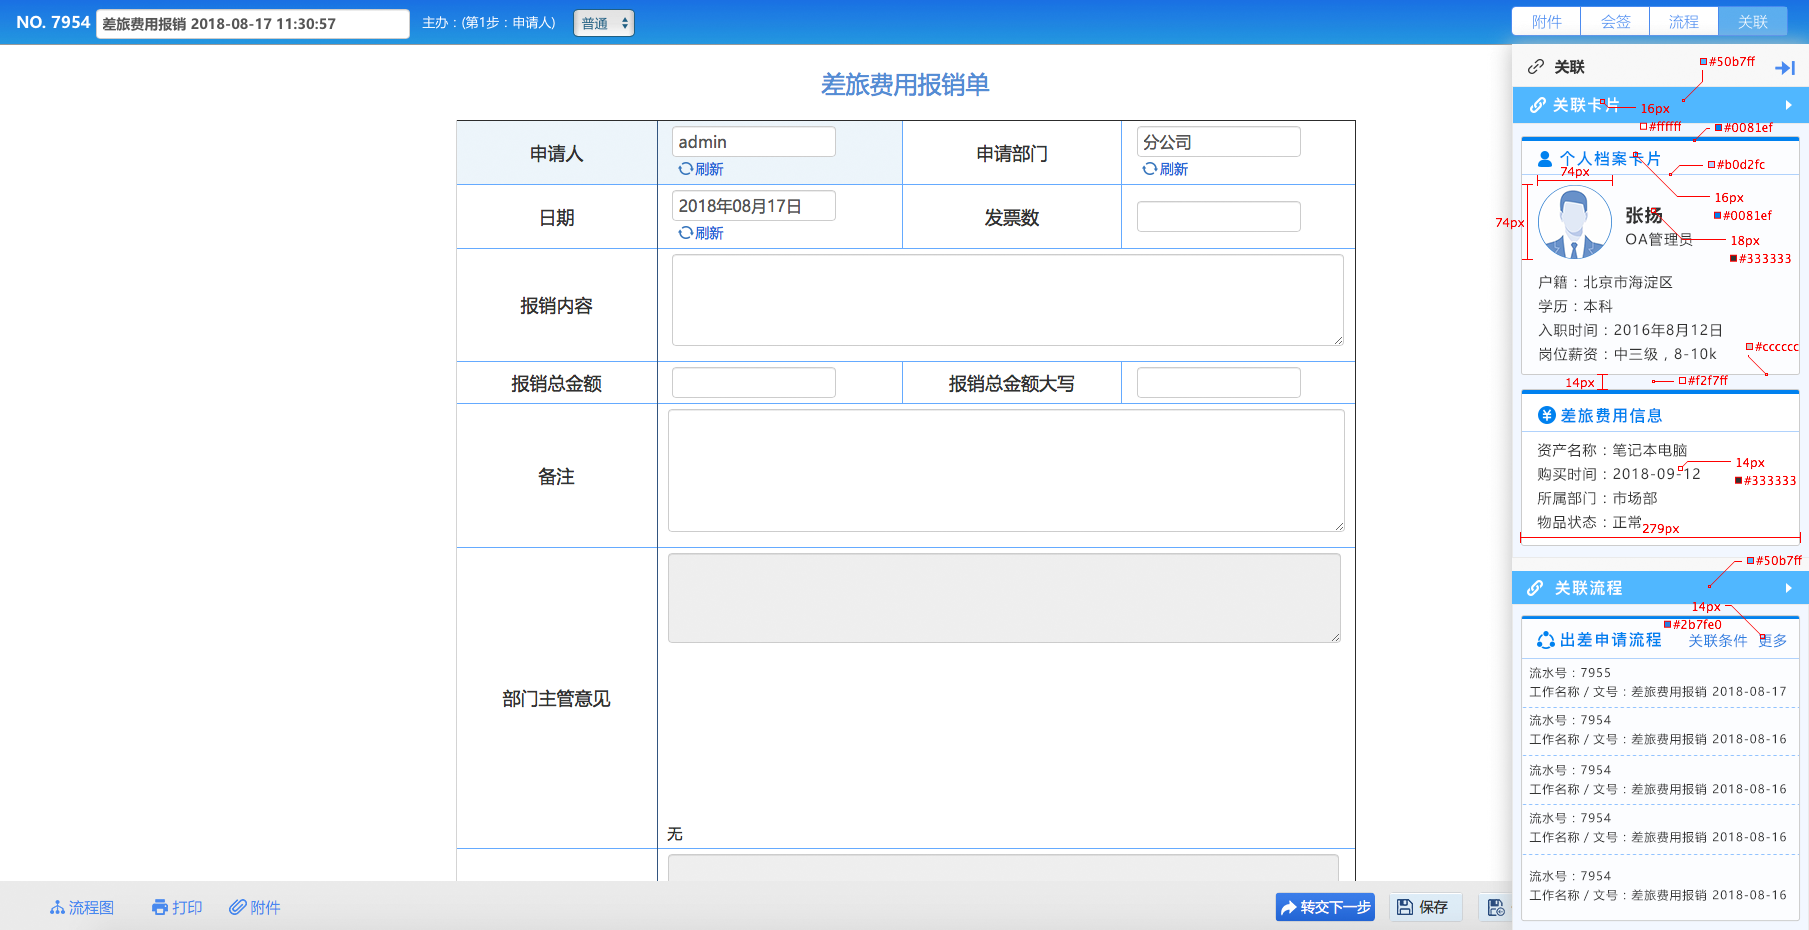 NO. 7954 差旅费用报销 2018-08-17 11:30:57 主办：(第1步：申请人) 普通
附件 会签 流程 关联
差旅费用报销单
申请人 admin 申请部门 分公司
刷新 刷新
日期 2018年08月17日 发票数
刷新
报销内容
报销总金额 报销总金额大写
备注
部门主管意见
无
流程图 打印 附件
转交下一步 保存
关联 #50b7ff
关联卡片 16px
#ffffff #0081ef
个人档案卡片 #b0d2fc
74px
16px
#0081ef
74px
张扬
OA管理员 18px
#333333
户籍：北京市海淀区
学历：本科
入职时间：2016年8月12日
岗位薪资：中三级，8-10k #cccccc
14px #f2f7ff
差旅费用信息
资产名称：笔记本电脑
14px
购买时间：2018-09-12
#333333
所属部门：市场部
物品状态：正常
279px
#50b7ff
关联流程
14px
#2b7fe0
出差申请流程 关联条件 更多
流水号：7955
工作名称 / 文号：差旅费用报销 2018-08-17
流水号：7954
工作名称 / 文号：差旅费用报销 2018-08-16
流水号：7954
工作名称 / 文号：差旅费用报销 2018-08-16
流水号：7954
工作名称 / 文号：差旅费用报销 2018-08-16
流水号：7954
工作名称 / 文号：差旅费用报销 2018-08-16